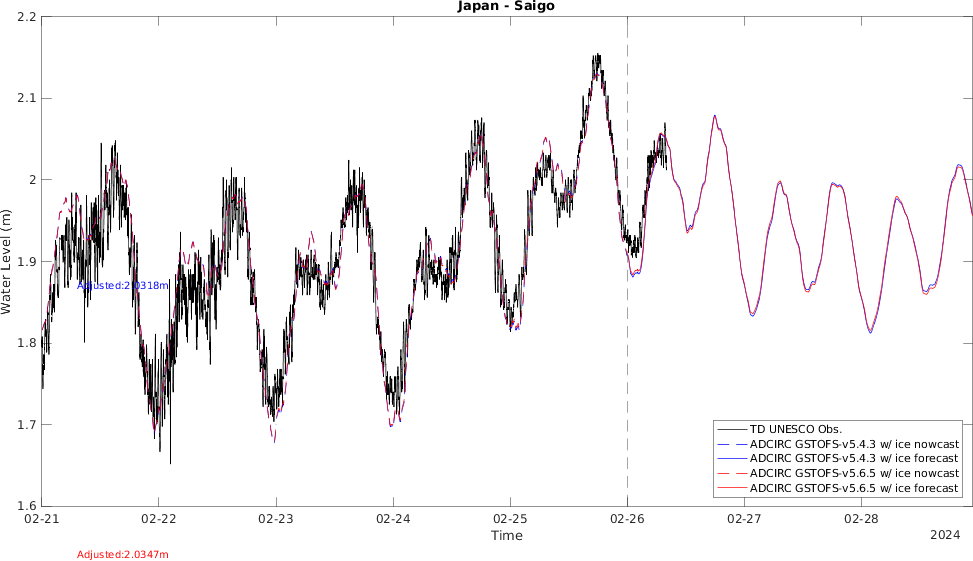 Japan - Saigo
2.2
2.1
2
1.9
1.8
1.7
1.6
Water Level (m)
Adjusted:2.0318m
TD UNESCO Obs.
ADCIRC GSTOFS-v5.4.3 w/ ice nowcast
ADCIRC GSTOFS-v5.4.3 w/ ice forecast
ADCIRC GSTOFS-v5.6.5 w/ ice nowcast
ADCIRC GSTOFS-v5.6.5 w/ ice forecast
02-21 02-22 02-23 02-24 02-25 02-26 02-27 02-28
Time
2024
Adjusted:2.0347m